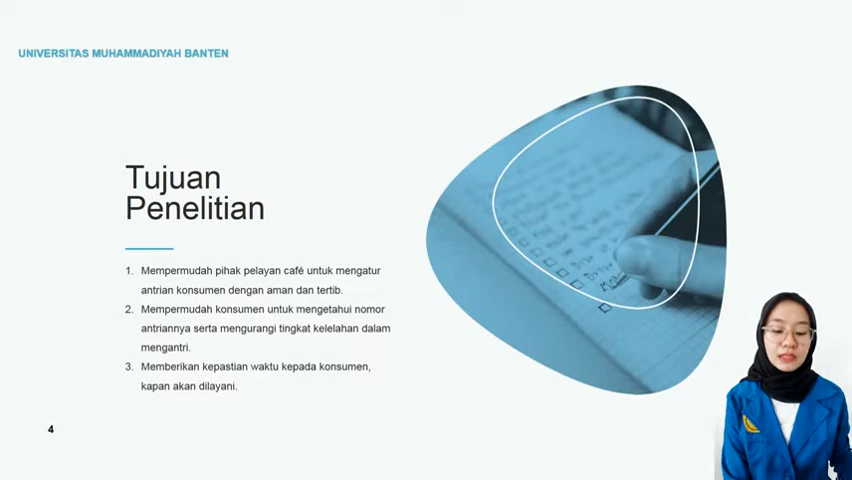 UNIVERSITAS MUHAMMADIYAH BANTEN
Tujuan
Penelitian
1. Mempermudah pihak pelayan café untuk mengatur
antrian konsumen dengan aman dan tertib.
2. Mempermudah konsumen untuk mengetahui nomor
antriannya serta mengurangi tingkat kelelahan dalam
mengantri.
3. Memberikan kepastian waktu kepada konsumen,
kapan akan dilayani.
4